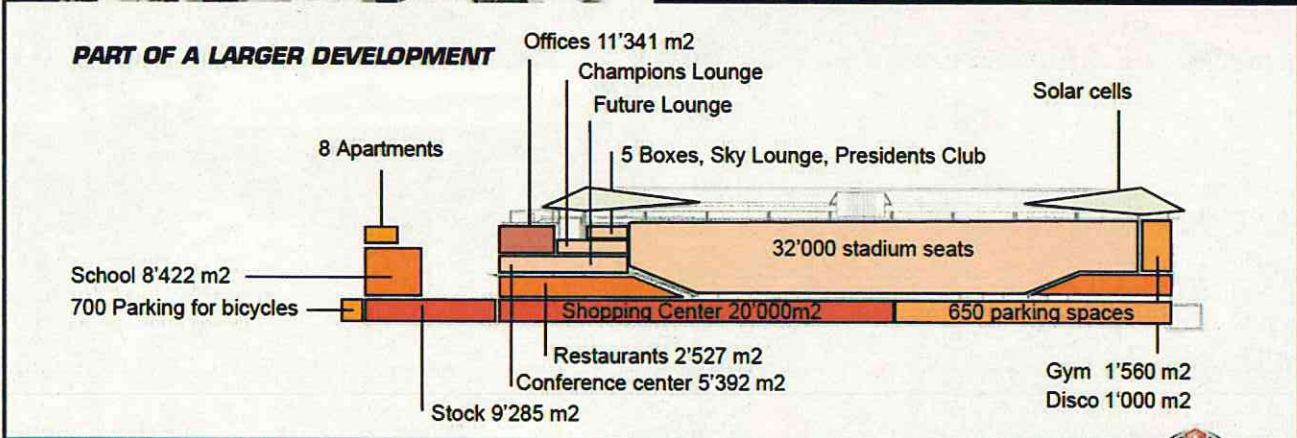 PART OF A LARGER DEVELOPMENT
Offices 11'341 m2
Champions Lounge
Future Lounge
Solar cells
8 Apartments
5 Boxes, Sky Lounge, Presidents Club
32'000 stadium seats
School 8'422 m2
700 Parking for bicycles
Shopping Center 20'000m2
650 parking spaces
Restaurants 2'527 m2
Conference center 5'392 m2
Stock 9'285 m2
Gym 1'560 m2
Disco 1'000 m2